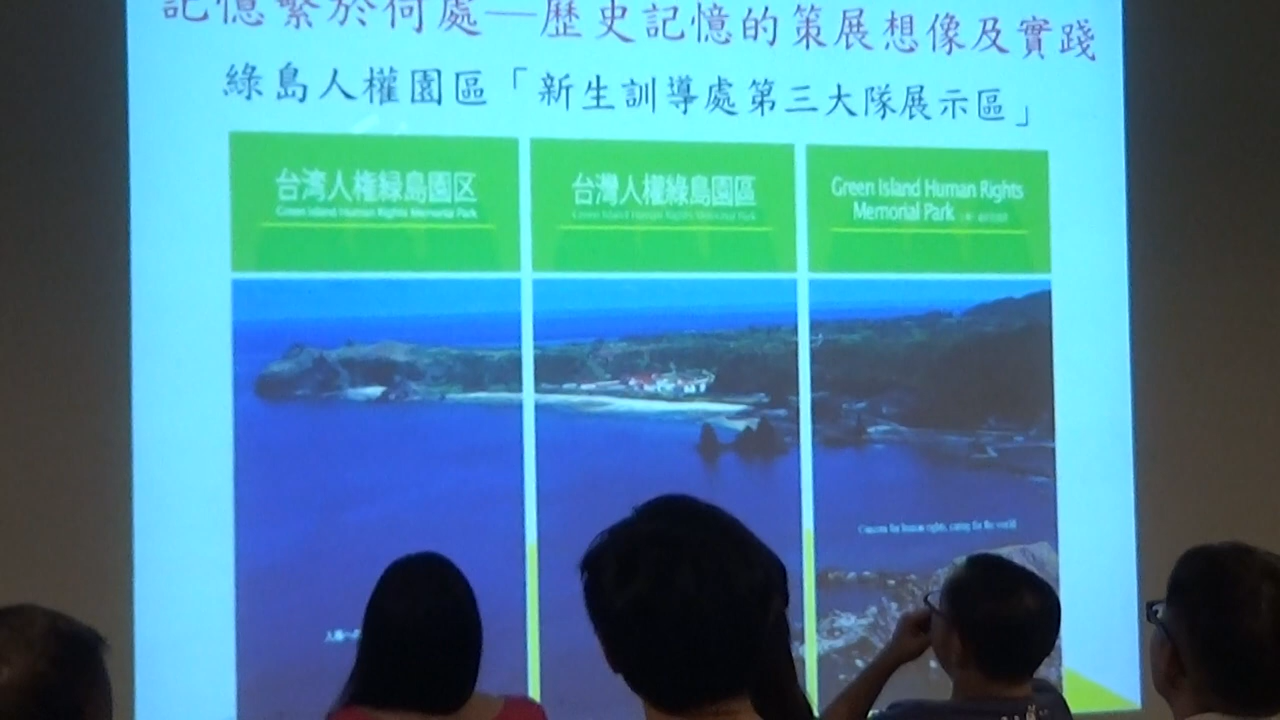 記憶繫於何處—歷史記憶的策展想像及實踐
綠島人權園區「新生訓導處第三大隊展示區」
台湾人権緑島園区
Green Island Human Rights Memorial Park
台灣人權綠島園區
Green Island Human Rights Memorial Park
Green Island Human Rights
Memorial Park
Concern for human rights, caring for the world